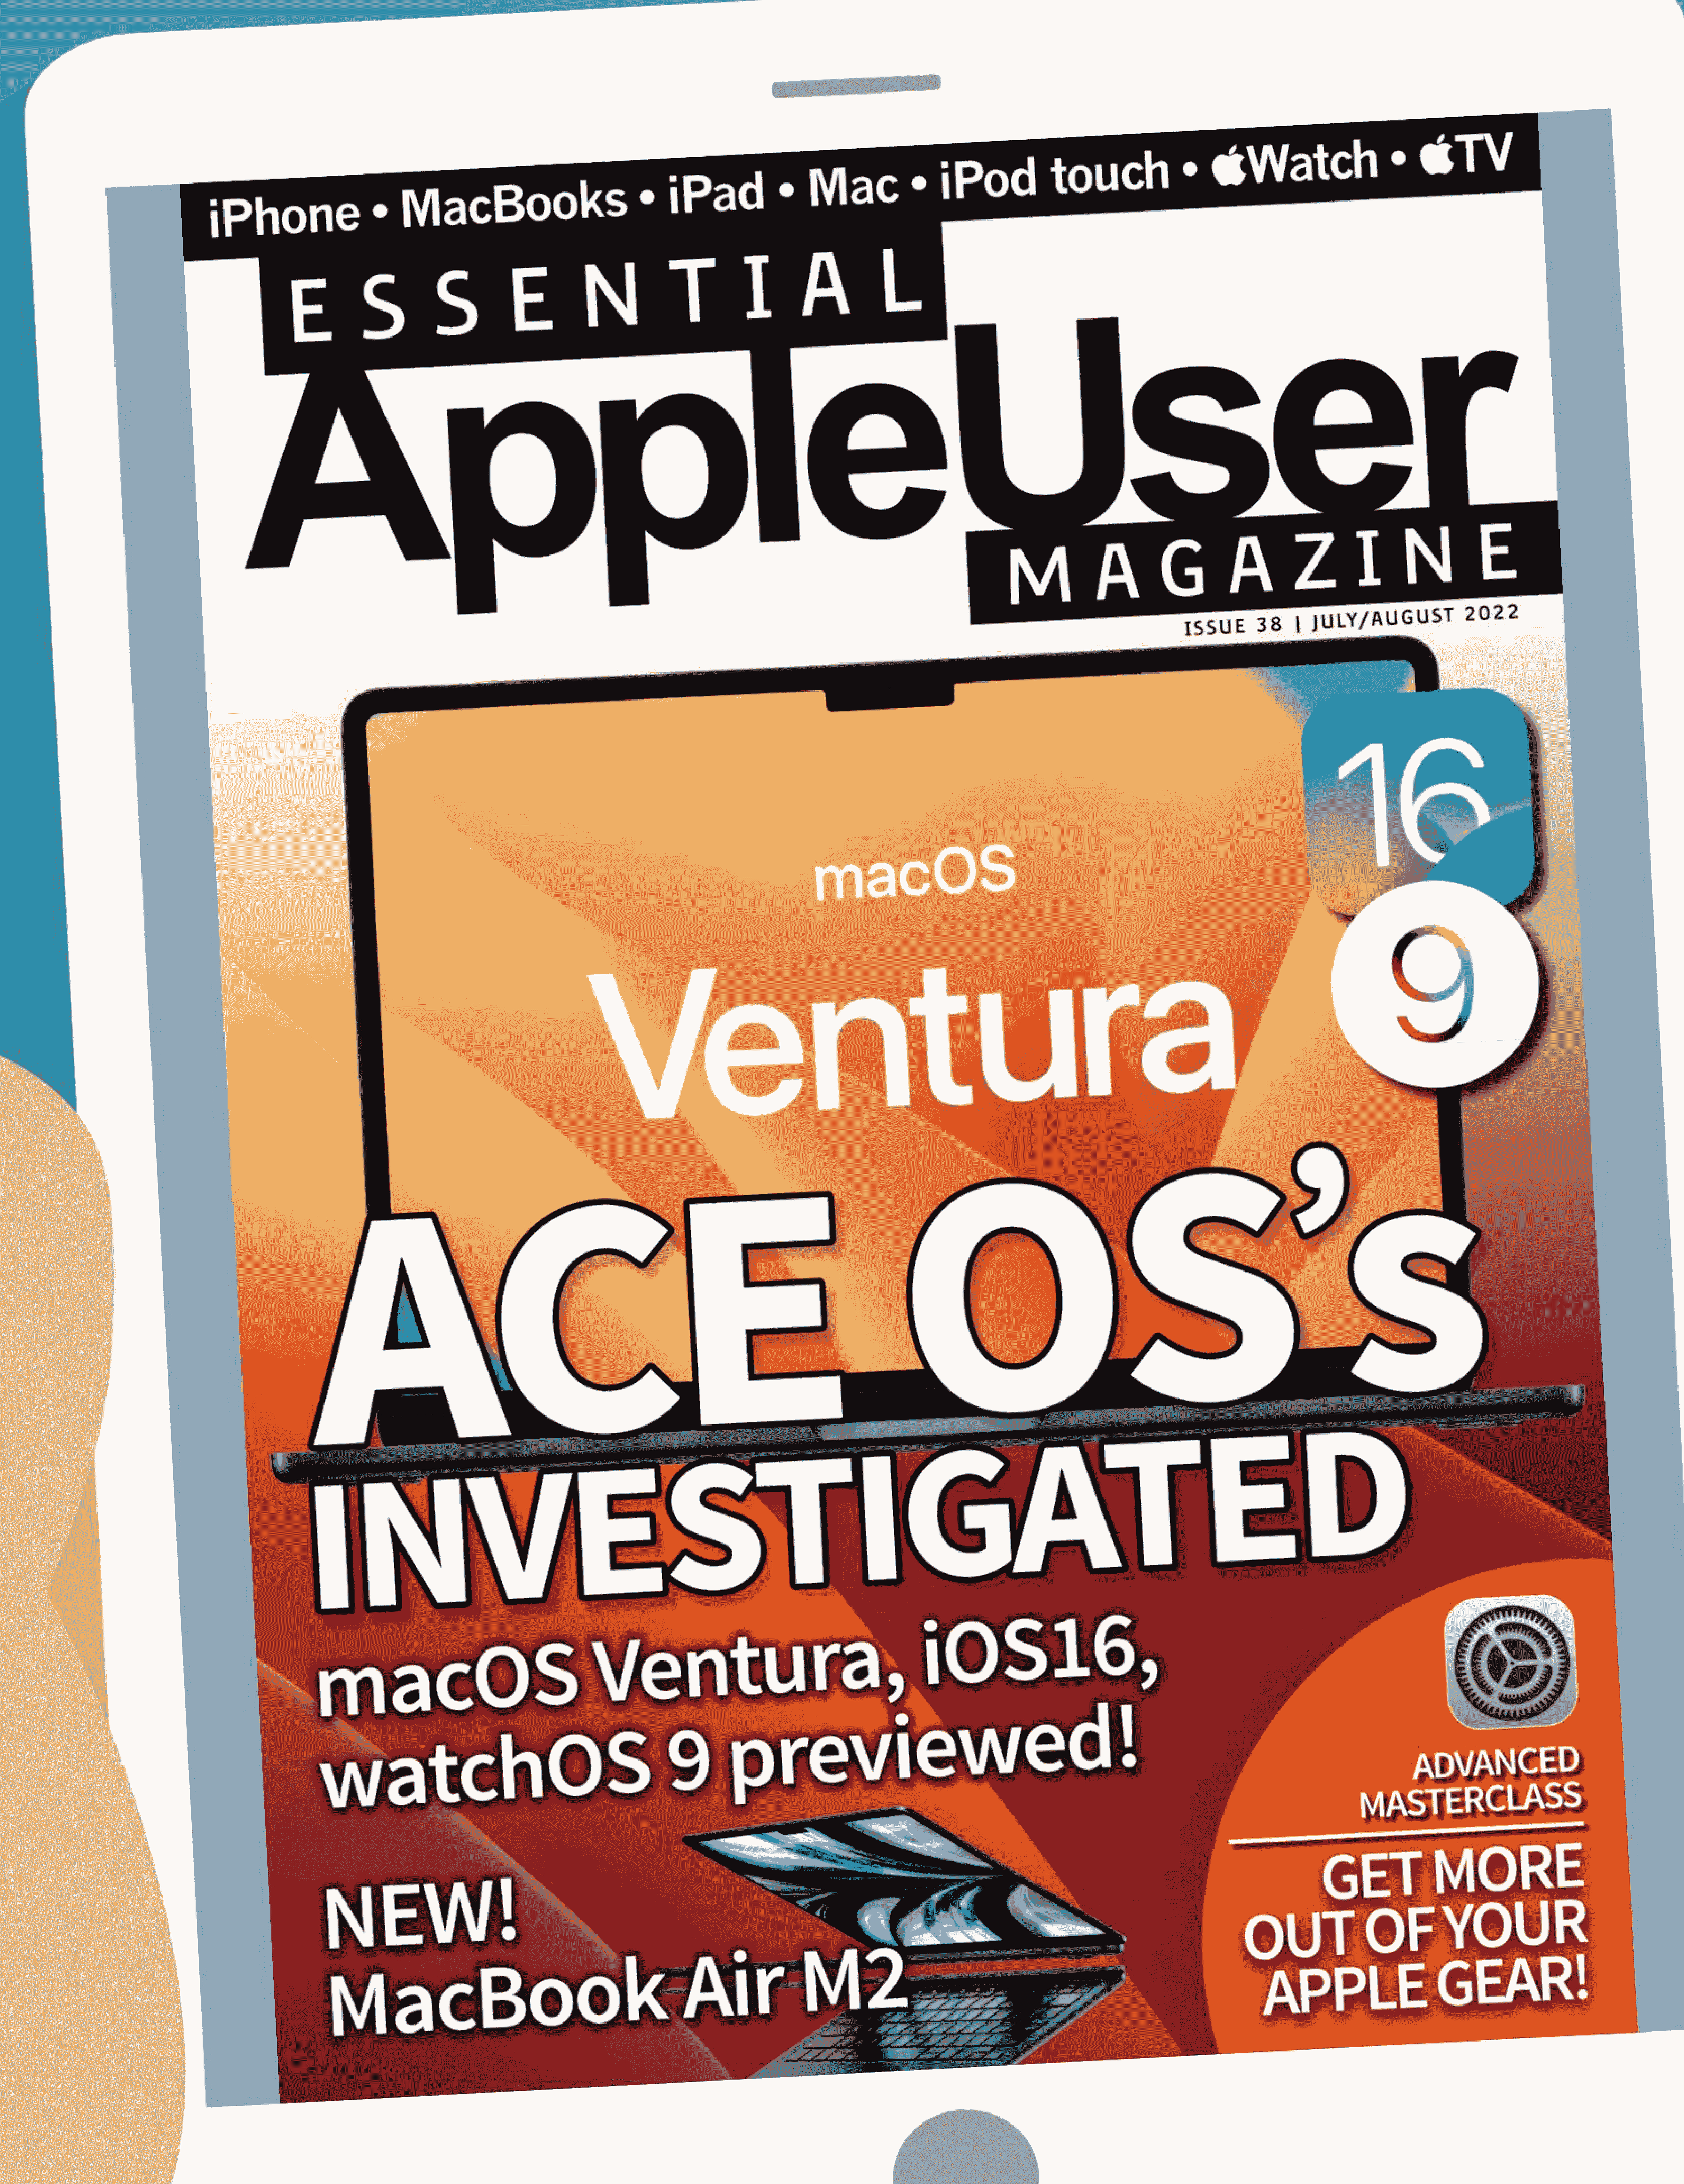 iPhone • MacBooks • iPad • Mac • iPod touch • Watch • TV
ESSENTIAL
AppleUser
MAGAZINE
ISSUE 38 | JULY/AUGUST 2022
16
macOS
9
Ventura
ACE OS’s
INVESTIGATED
macOS Ventura, iOS16,
watchOS 9 previewed!
ADVANCED
MASTERCLASS
GET MORE
OUT OF YOUR
APPLE GEAR!
NEW!
MacBook Air M2